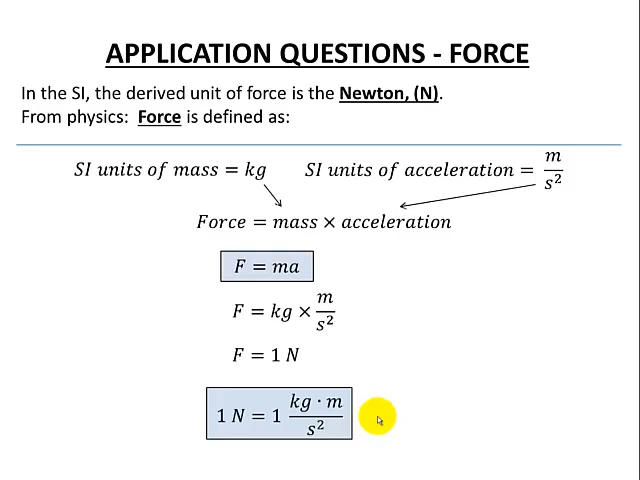 APPLICATION QUESTIONS - FORCE
In the SI, the derived unit of force is the Newton, (N).
From physics: Force is defined as:
SI units of mass = kg SI units of acceleration = m/s²
Force = mass × acceleration
F = ma
F = kg × m/s²
F = 1 N
1 N = 1 kg · m/s²